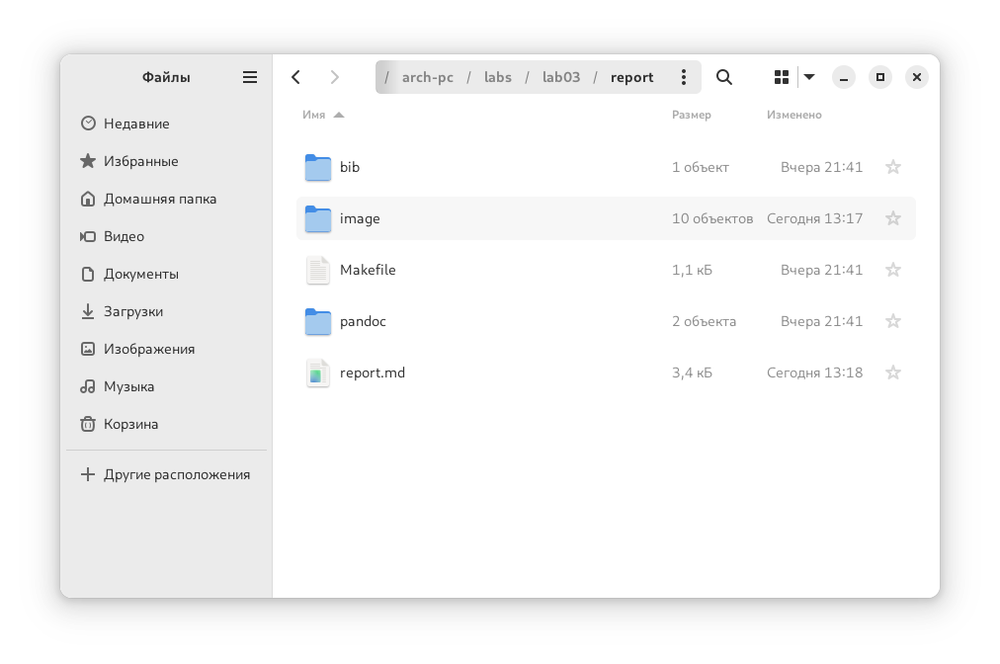 Файлы
/ arch-pc / labs / lab03 / report
Недавние
Избранные
Домашняя папка
Видео
Документы
Загрузки
Изображения
Музыка
Корзина
Другие расположения
Имя Размер Изменено
bib 1 объект Вчера 21:41
image 10 объектов Сегодня 13:17
Makefile 1,1 кБ Вчера 21:41
pandoc 2 объекта Вчера 21:41
report.md 3,4 кБ Сегодня 13:18